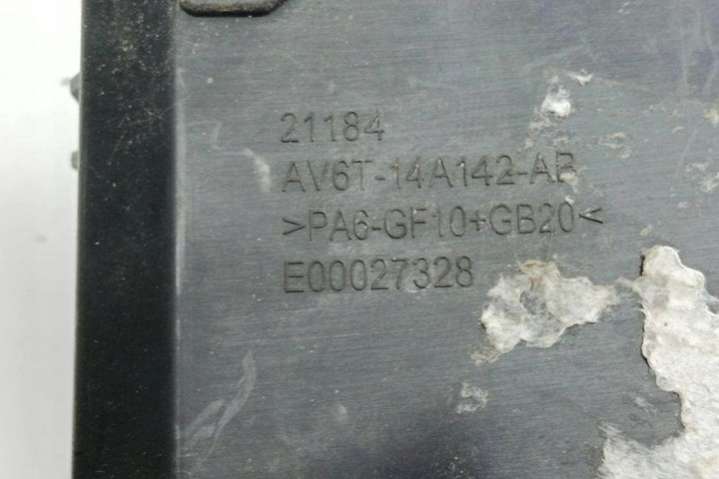 21184
AV6T-14A142-AB
>PA6-GF10+GB20<
E00027328